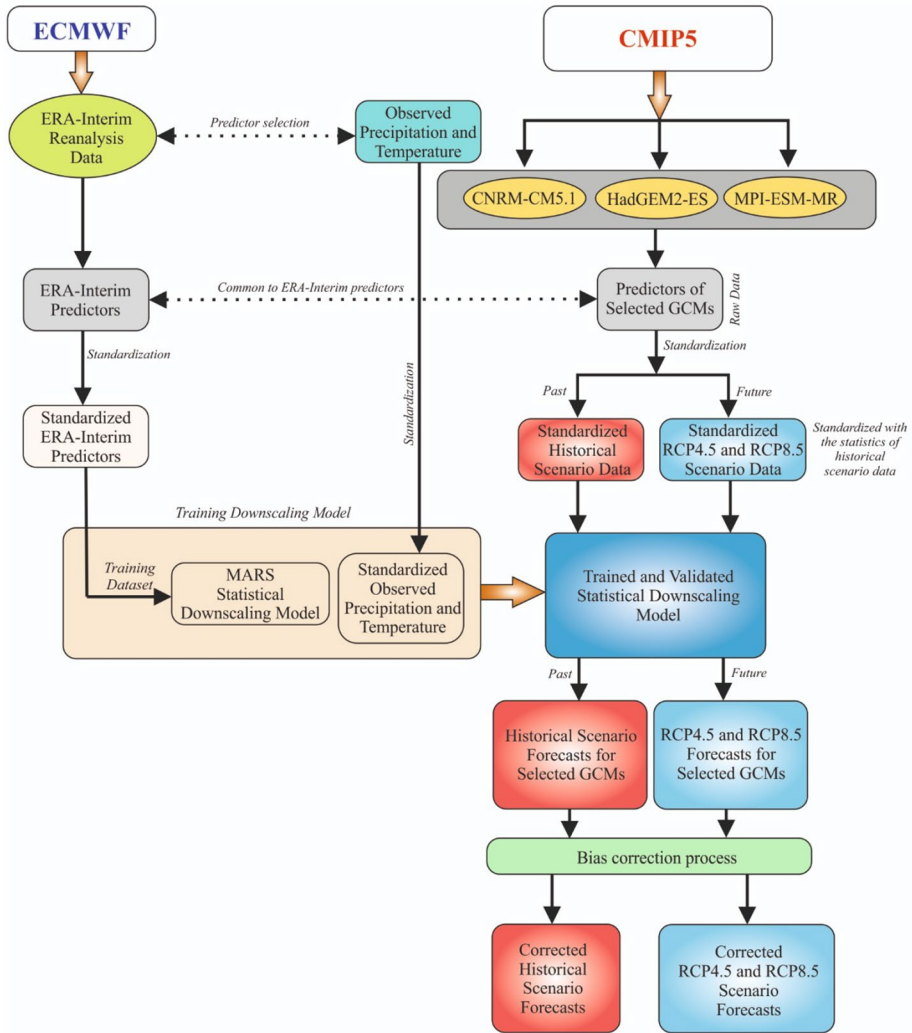 ECMWF
CMIP5
ERA-Interim
Reanalysis
Data
Predictor selection
Observed
Precipitation and
Temperature
CNRM-CM5.1
HadGEM2-ES
MPI-ESM-MR
ERA-Interim
Predictors
Common to ERA-Interim predictors
Predictors of
Selected GCMs
Raw Data
Standardization
Standardization
Standardization
Past
Future
Standardized
ERA-Interim
Predictors
Standardized
Historical
Scenario Data
Standardized
RCP4.5 and RCP8.5
Scenario Data
Standardized with
the statistics of
historical
scenario data
Training Downscaling Model
Training
Dataset
MARS
Statistical
Downscaling Model
Standardized
Observed
Precipitation and
Temperature
Trained and Validated
Statistical Downscaling
Model
Past
Future
Historical Scenario
Forecasts for
Selected GCMs
RCP4.5 and RCP8.5
Forecasts for
Selected GCMs
Bias correction process
Corrected
Historical
Scenario
Forecasts
Corrected
RCP4.5 and RCP8.5
Scenario
Forecasts